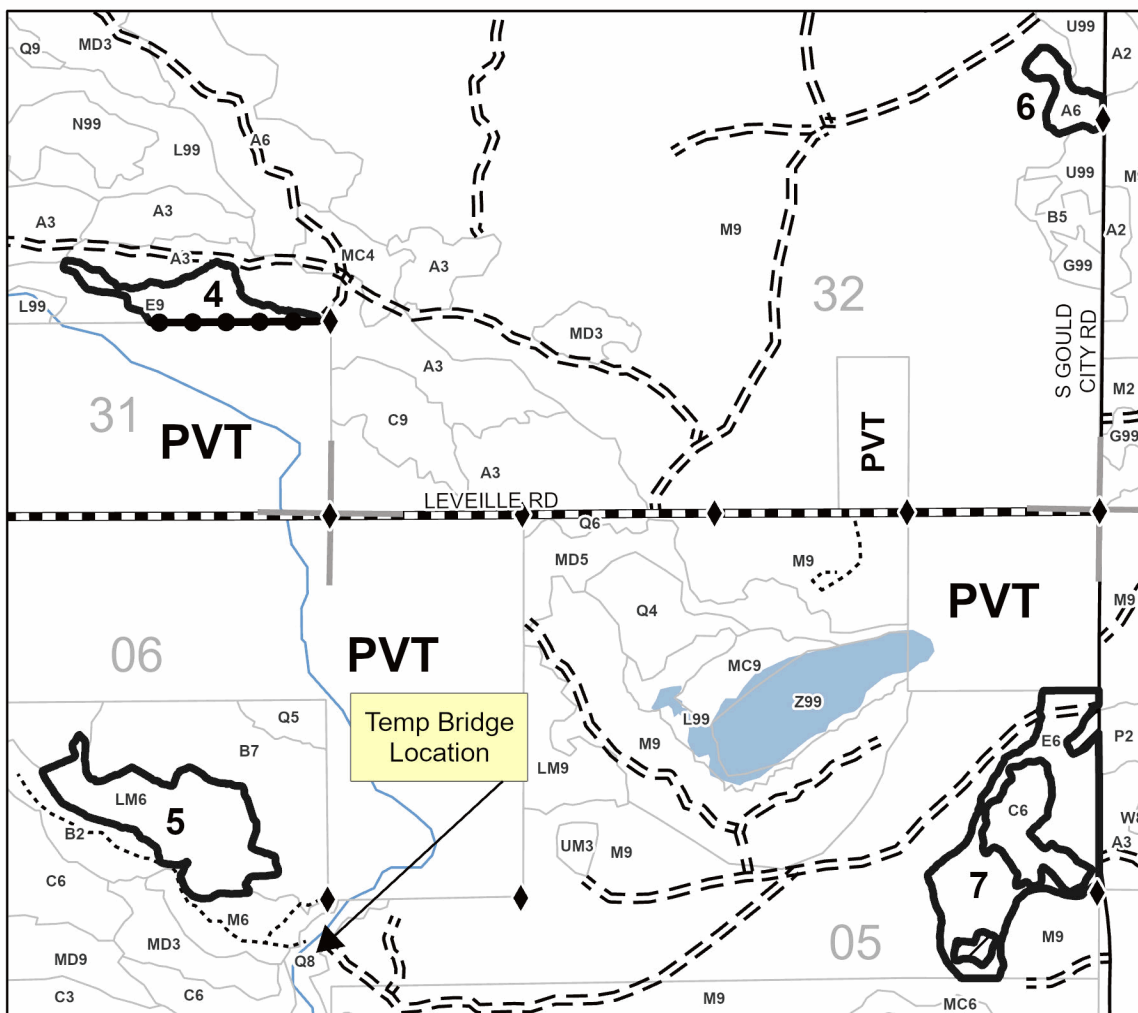 U99
Q9
MD3
A2
N99
6
A6
A6
L99
U99
A3
A3
B5
A2
M9
A3
MC4
A3
G99
4
32
L99
E9
MD3
S GOULD
CITY RD
A3
M2
31
PVT
C9
PVT
G99
A3
LEVEILLE RD
Q6
MD5
M9
Q4
PVT
M9
06
PVT
MC9
Z99
Q5
L99
Temp Bridge
Location
B7
M9
E6
P2
LM9
LM6
C6
5
B2
UM3
M9
A3
C6
7
M6
MD3
05
M9
MD9
Q8
C3
C6
M9
MC6